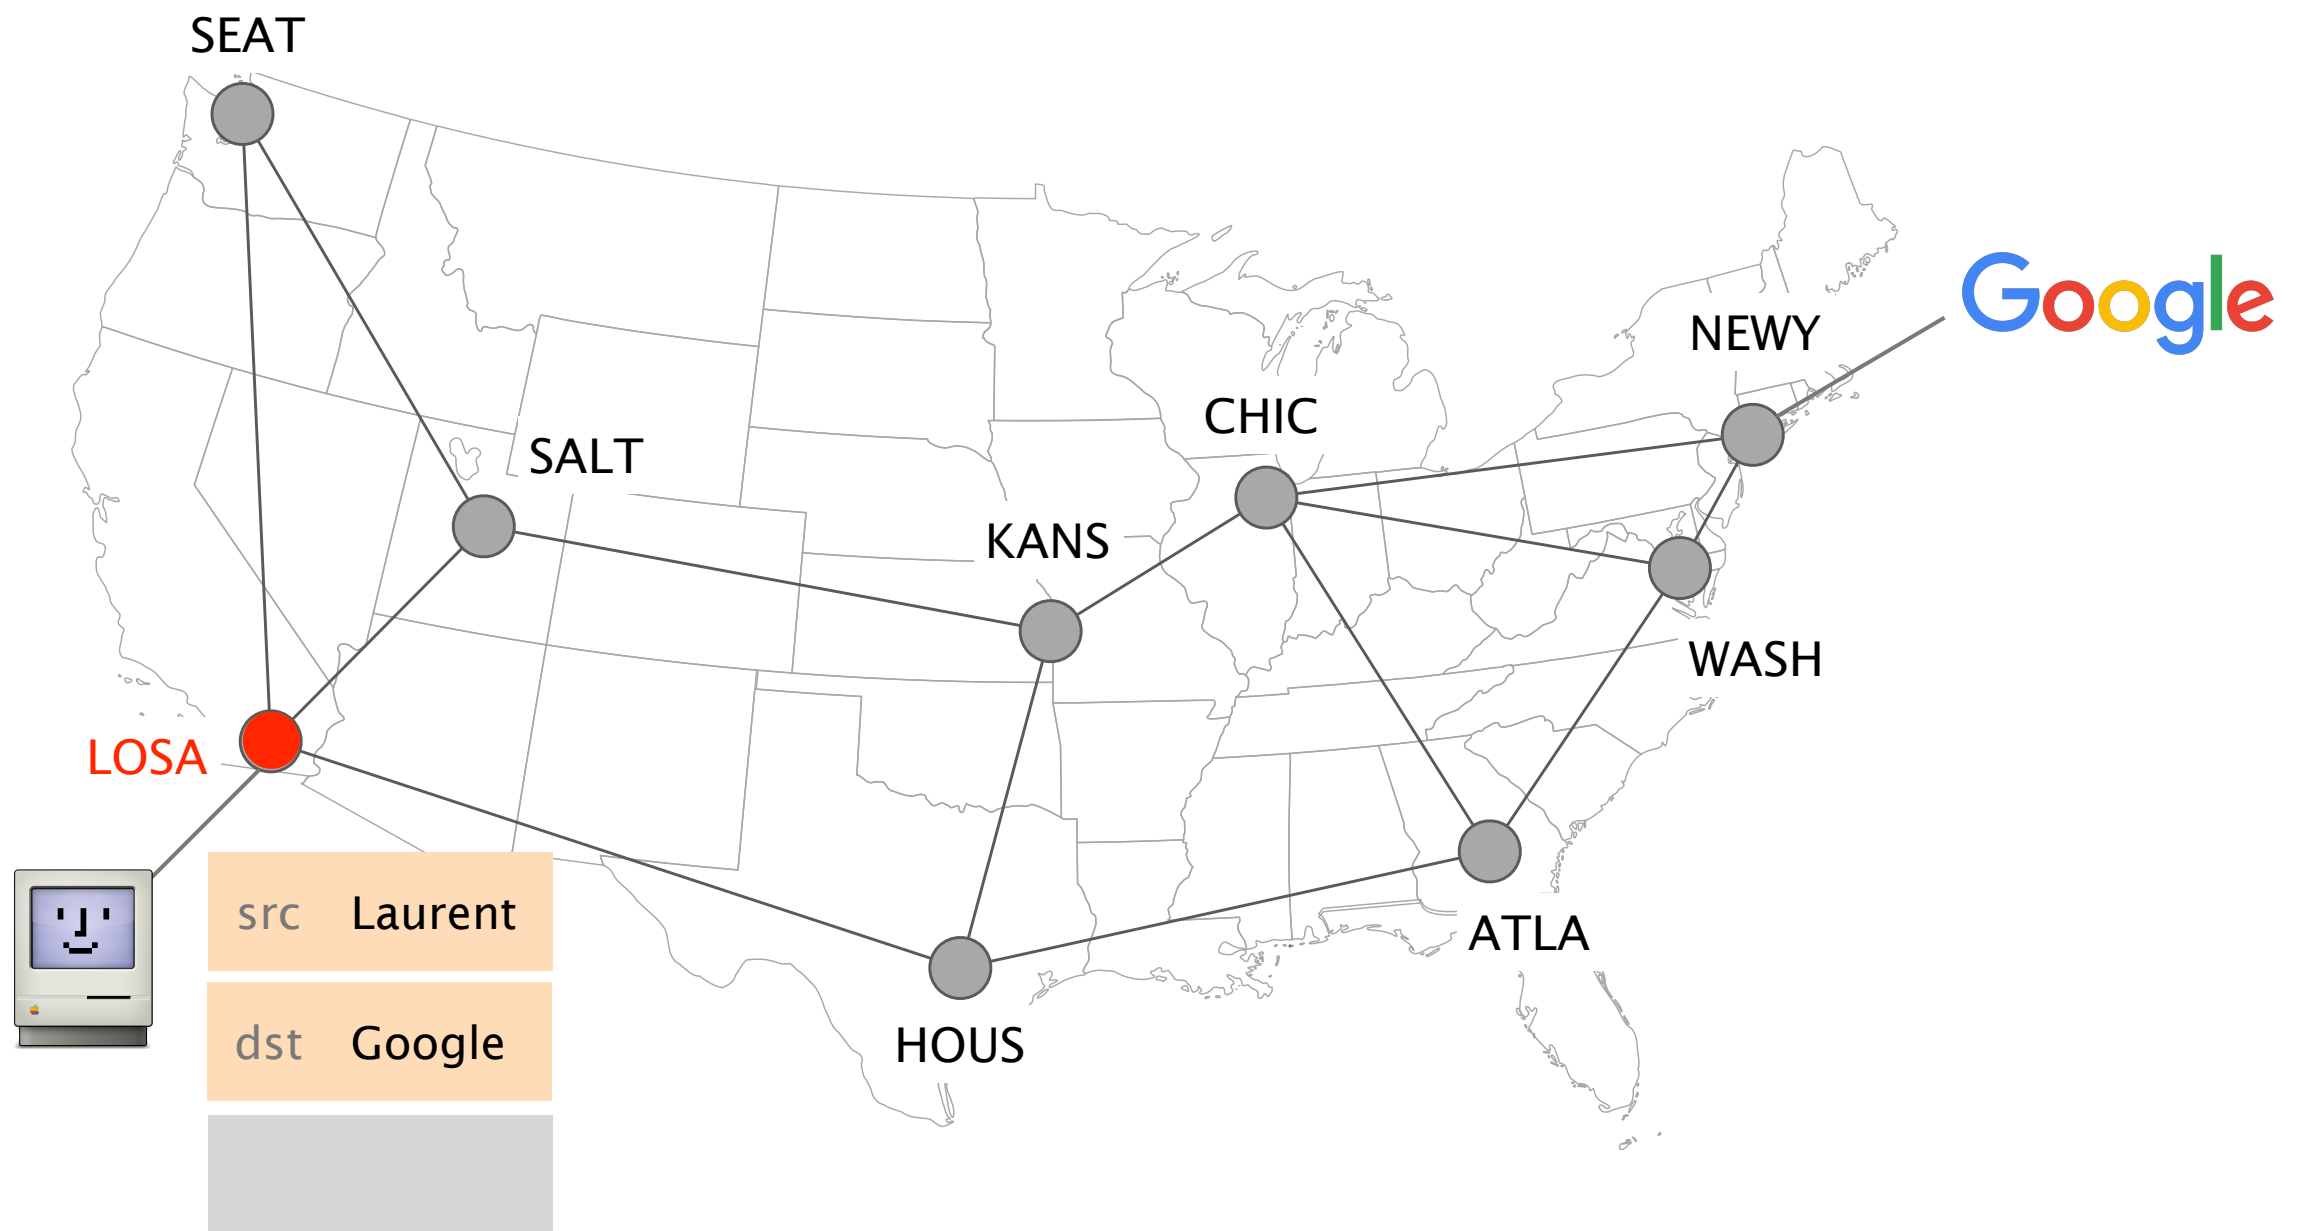 SEAT
Google
NEWY
CHIC
SALT
KANS
WASH
LOSA
src Laurent
ATLA
dst Google
HOUS